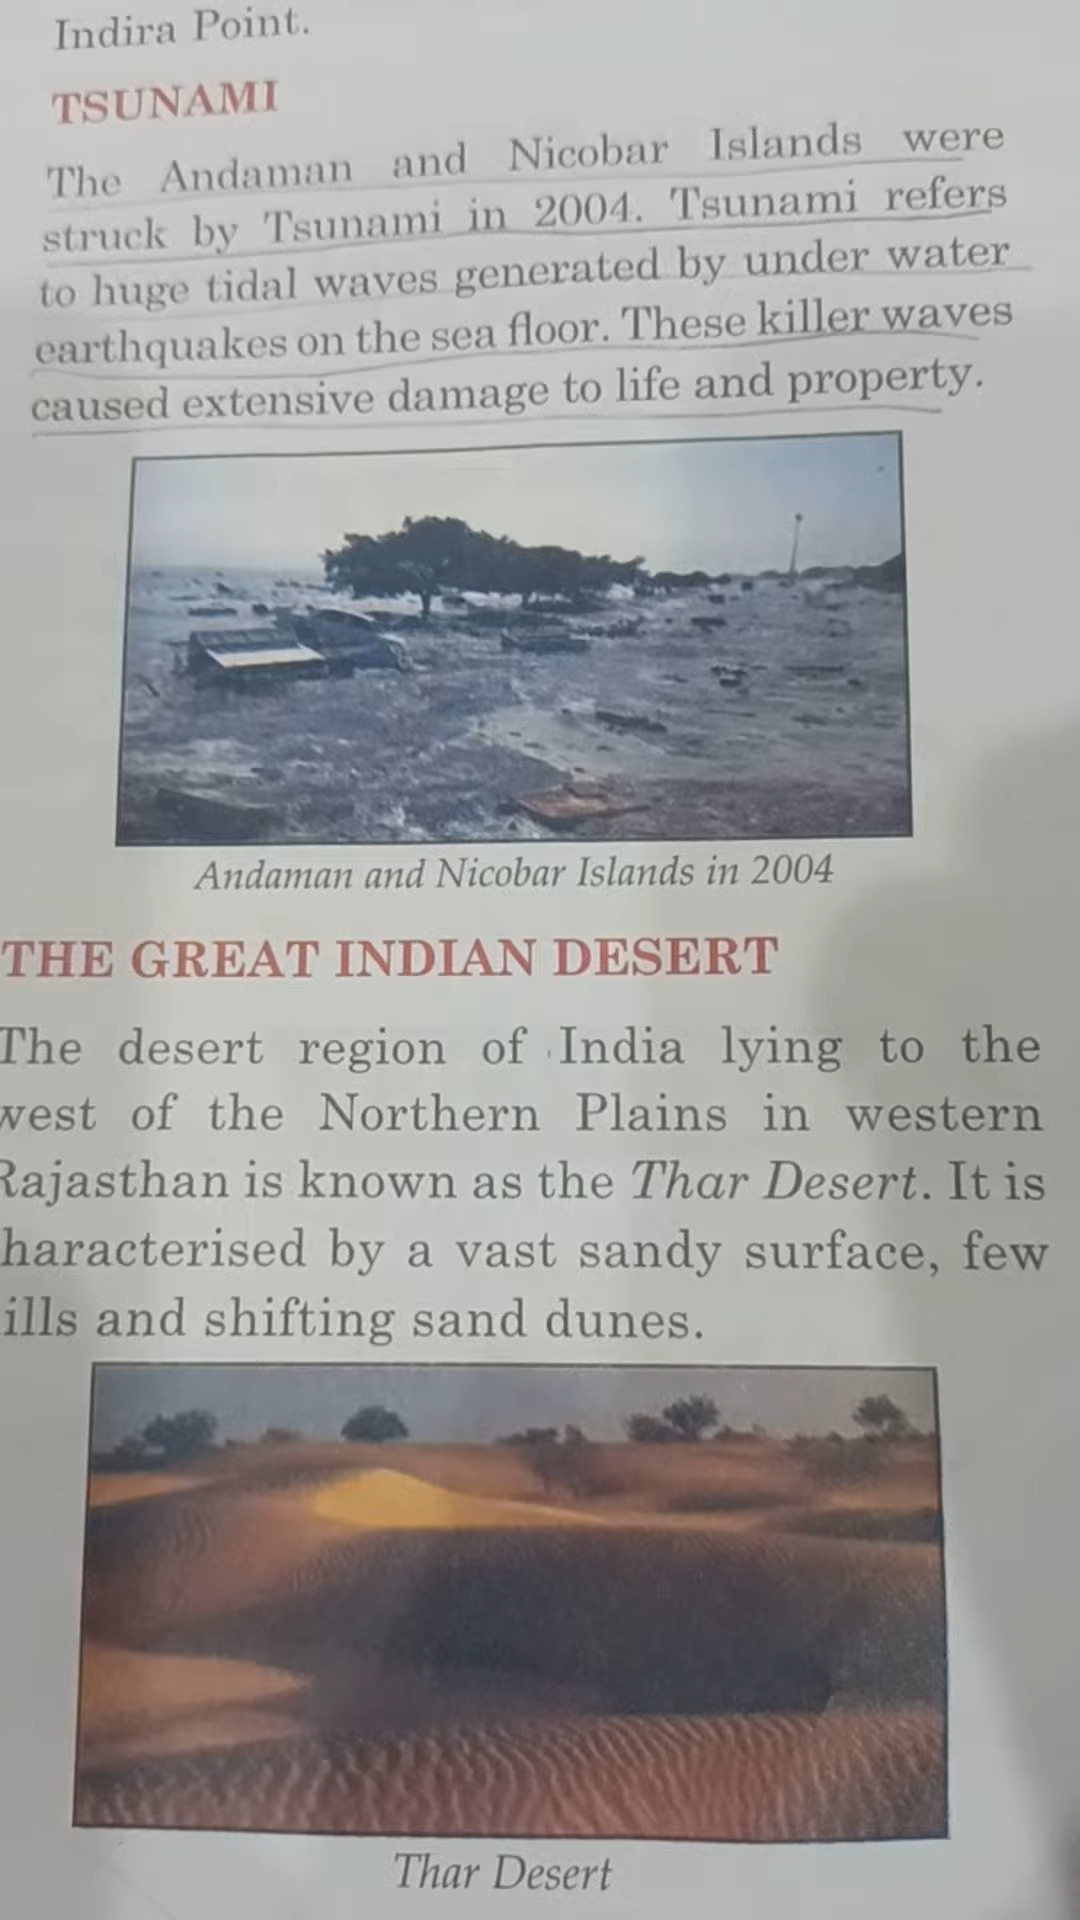 Indira Point.
TSUNAMI
The Andaman and Nicobar Islands were
struck by Tsunami in 2004. Tsunami refers
to huge tidal waves generated by under water
earthquakes on the sea floor. These killer waves
caused extensive damage to life and property.
Andaman and Nicobar Islands in 2004
THE GREAT INDIAN DESERT
The desert region of India lying to the
west of the Northern Plains in western
Rajasthan is known as the Thar Desert. It is
haracterised by a vast sandy surface, few
ills and shifting sand dunes.
Thar Desert